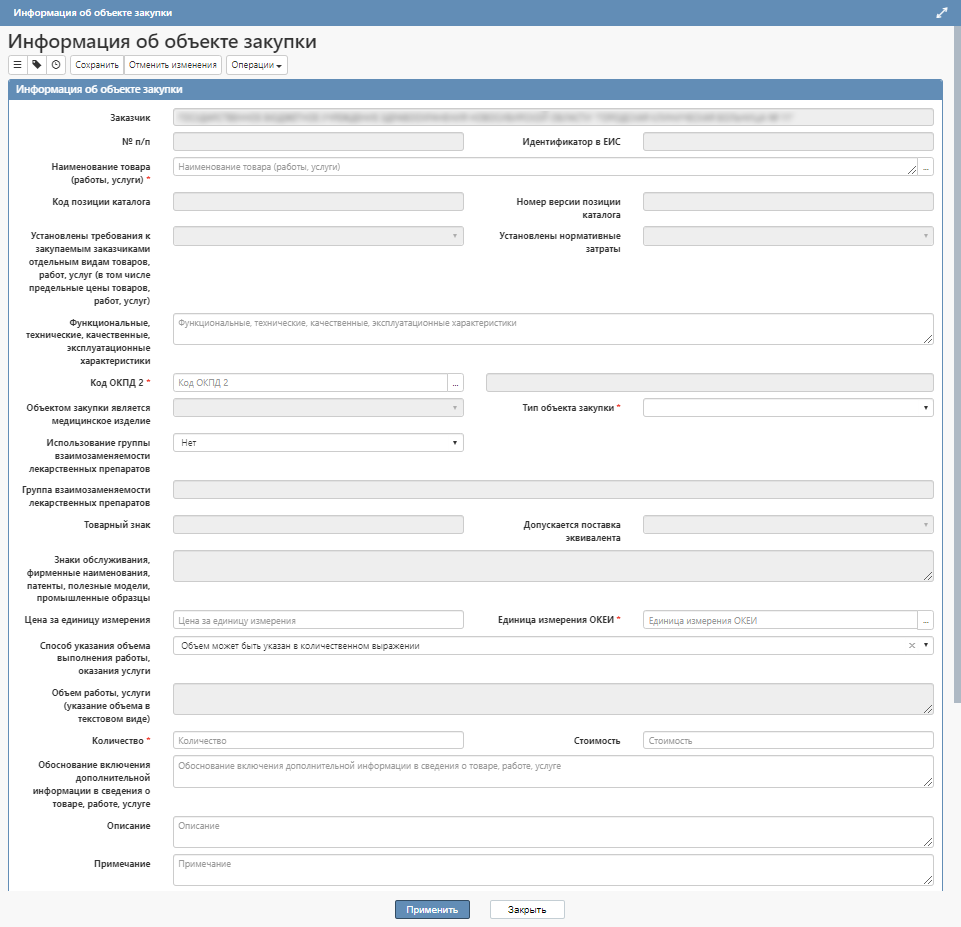 Информация об объекте закупки
Информация об объекте закупки
Сохранить Отменить изменения Операции
Информация об объекте закупки
Заказчик
№ п/п Идентификатор в ЕИС
Наименование товара (работы, услуги) * Наименование товара (работы, услуги) ...
Код позиции каталога Номер версии позиции каталога
Установлены требования к закупаемым заказчиками отдельным видам товаров, работ, услуг (в том числе предельные цены товаров, работ, услуг) Установлены нормативные затраты
Функциональные, технические, качественные, эксплуатационные характеристики Функциональные, технические, качественные, эксплуатационные характеристики
Код ОКПД 2 * Код ОКПД 2 ...
Объектом закупки является медицинское изделие Тип объекта закупки *
Использование группы взаимозаменяемости лекарственных препаратов Нет
Группа взаимозаменяемости лекарственных препаратов
Товарный знак Допускается поставка эквивалента
Знаки обслуживания, фирменные наименования, патенты, полезные модели, промышленные образцы
Цена за единицу измерения Цена за единицу измерения Единица измерения ОКЕИ * Единица измерения ОКЕИ ...
Способ указания объема выполнения работы, оказания услуги Объем может быть указан в количественном выражении ×
Объем работы, услуги (указание объема в текстовом виде)
Количество * Количество Стоимость Стоимость
Обоснование включения дополнительной информации в сведения о товаре, работе, услуге Обоснование включения дополнительной информации в сведения о товаре, работе, услуге
Описание Описание
Примечание Примечание
Применить Закрыть